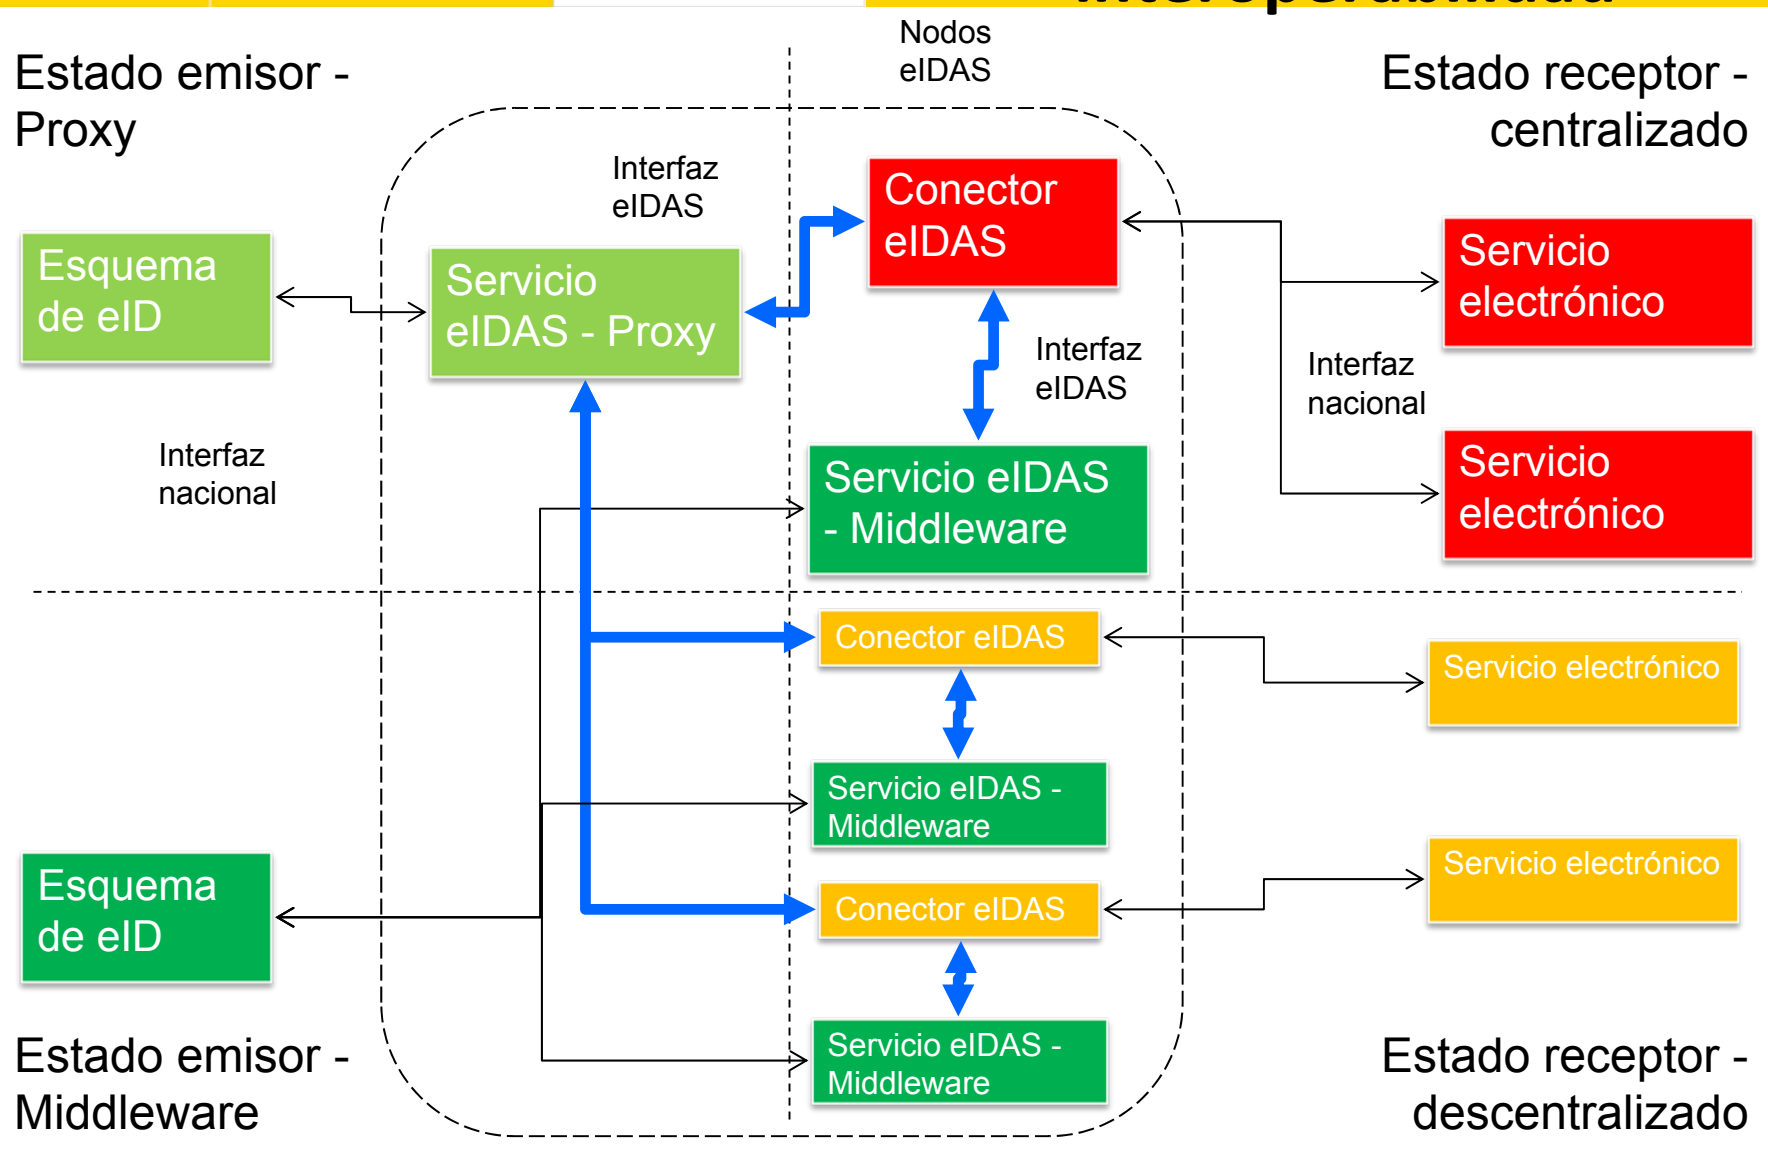 Interoperabilidad
Nodos
eIDAS
Estado emisor -
Proxy
Estado receptor -
centralizado
Interfaz
eIDAS
Conector
eIDAS
Esquema
de eID
Servicio
eIDAS - Proxy
Servicio
electrónico
Interfaz
eIDAS
Interfaz
nacional
Interfaz
nacional
Servicio eIDAS
- Middleware
Servicio
electrónico
Conector eIDAS
Servicio electrónico
Servicio eIDAS -
Middleware
Esquema
de eID
Conector eIDAS
Servicio electrónico
Servicio eIDAS -
Middleware
Estado emisor -
Middleware
Estado receptor -
descentralizado